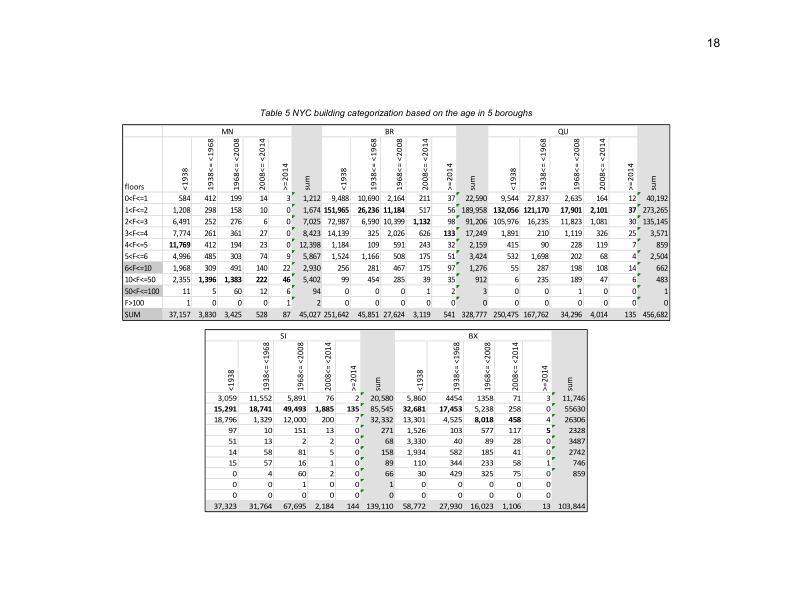 18
Table 5 NYC building categorization based on the age in 5 boroughs
MN BR QU
floors <1938 1938<= <1968 1968<= <2008 2008<= <2014 >=2014 sum <1938 1938<= <1968 1968<= <2008 2008<= <2014 >=2014 sum <1938 1938<= <1968 1968<= <2008 2008<= <2014 >=2014 sum
0<F<=1 584 412 199 14 3 1,212 9,488 10,690 2,164 211 37 22,590 9,544 27,837 2,635 164 12 40,192
1<F<=2 1,208 298 158 10 0 1,674 151,965 26,236 11,184 517 56 189,958 132,056 121,170 17,901 2,101 37 273,265
2<F<=3 6,491 252 276 6 0 7,025 72,987 6,590 10,399 1,132 98 91,206 105,976 16,235 11,823 1,081 30 135,145
3<F<=4 7,774 261 361 27 0 8,423 14,139 325 2,026 626 133 17,249 1,891 210 1,119 326 25 3,571
4<F<=5 11,769 412 194 23 0 12,398 1,184 109 591 243 32 2,159 415 90 228 119 7 859
5<F<=6 4,996 485 303 74 9 5,867 1,524 1,166 508 175 51 3,424 532 1,698 202 68 4 2,504
6<F<=10 1,968 309 491 140 22 2,930 256 281 467 175 97 1,276 55 287 198 108 14 662
10<F<=50 2,355 1,396 1,383 222 46 5,402 99 454 285 39 35 912 6 235 189 47 6 483
50<F<=100 11 5 60 12 6 94 0 0 0 1 2 3 0 0 1 0 0 1
F>100 1 0 0 0 1 2 0 0 0 0 0 0 0 0 0 0 0 0
SUM 37,157 3,830 3,425 528 87 45,027 251,642 45,851 27,624 3,119 541 328,777 250,475 167,762 34,296 4,014 135 456,682
SI BX
<1938 1938<= <1968 1968<= <2008 2008<= <2014 >=2014 sum <1938 1938<= <1968 1968<= <2008 2008<= <2014 >=2014 sum
3,059 11,552 5,891 76 2 20,580 5,860 4454 1358 71 3 11,746
15,291 18,741 49,493 1,885 135 85,545 32,681 17,453 5,238 258 0 55630
18,796 1,329 12,000 200 7 32,332 13,301 4,525 8,018 458 4 26306
97 10 151 13 0 271 1,526 103 577 117 5 2328
51 13 2 2 0 68 3,330 40 89 28 0 3487
14 58 81 5 0 158 1,934 582 185 41 0 2742
15 57 16 1 0 89 110 344 233 58 1 746
0 4 60 2 0 66 30 429 325 75 0 859
0 0 1 0 0 1 0 0 0 0 0
0 0 0 0 0 0 0 0 0 0 0
37,323 31,764 67,695 2,184 144 139,110 58,772 27,930 16,023 1,106 13 103,844